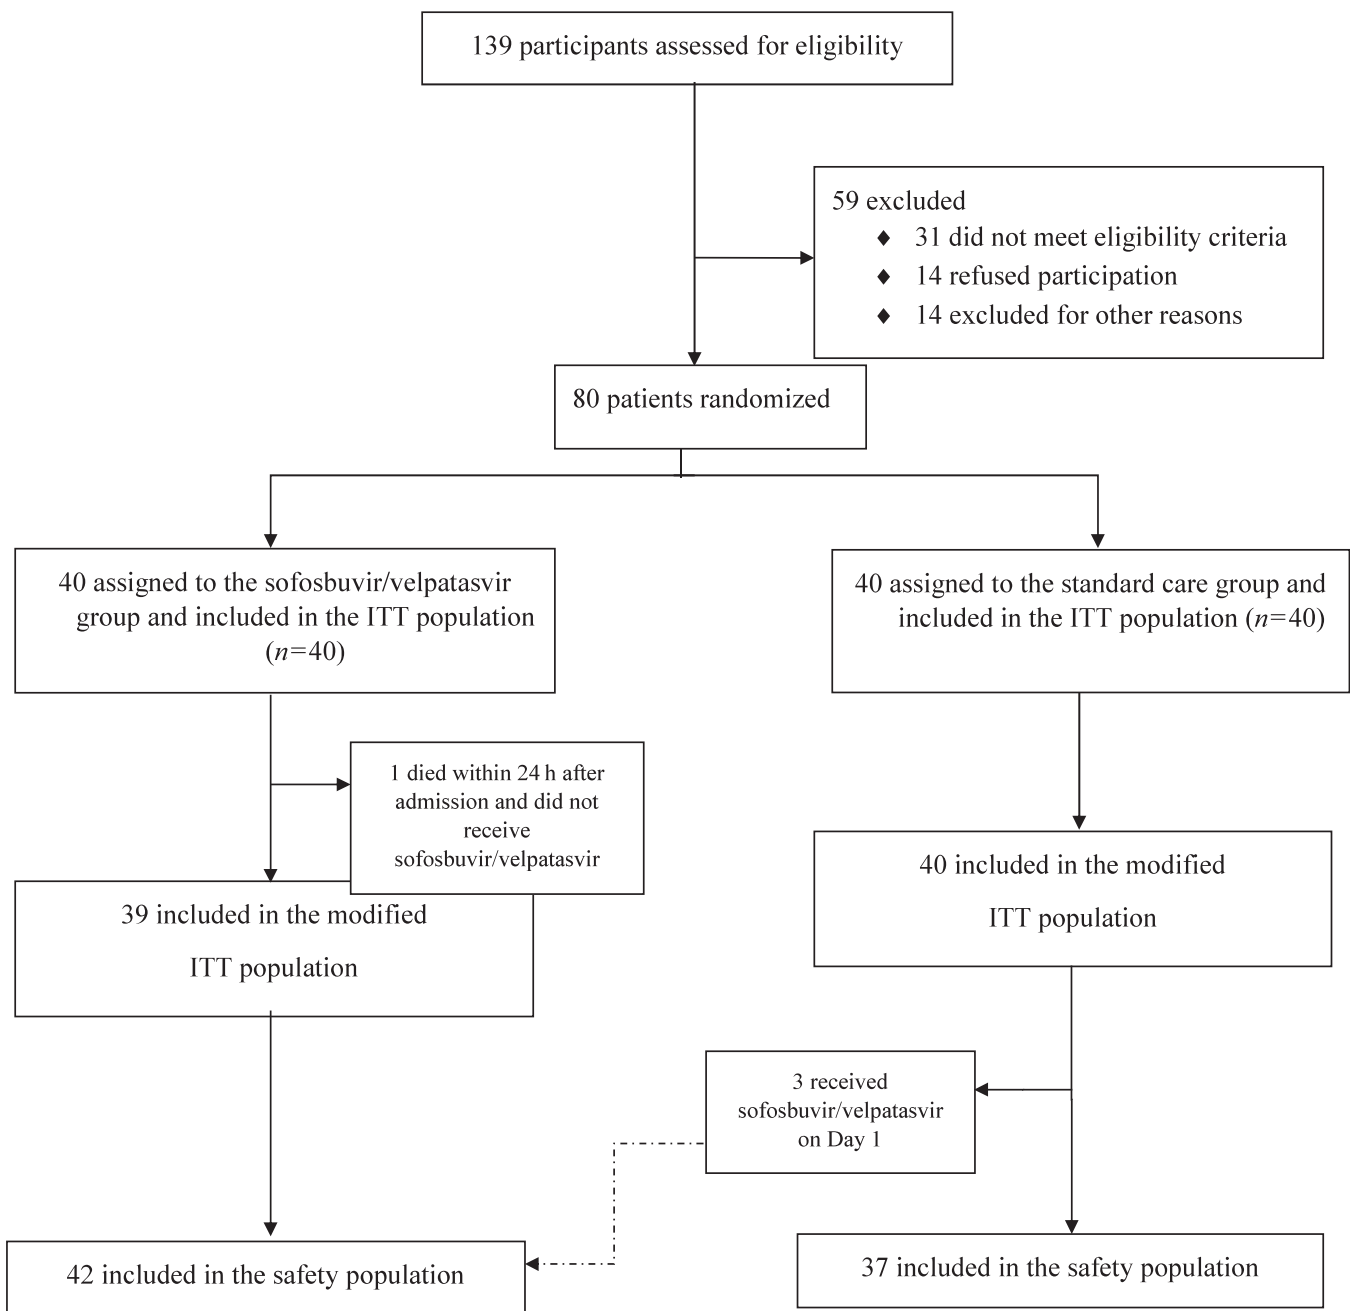 139 participants assessed for eligibility
59 excluded
♦ 31 did not meet eligibility criteria
♦ 14 refused participation
♦ 14 excluded for other reasons
80 patients randomized
40 assigned to the sofosbuvir/velpatasvir
group and included in the ITT population
(n=40)
40 assigned to the standard care group and
included in the ITT population (n=40)
1 died within 24 h after
admission and did not
receive
sofosbuvir/velpatasvir
39 included in the modified
ITT population
40 included in the modified
ITT population
3 received
sofosbuvir/velpatasvir
on Day 1
42 included in the safety population
37 included in the safety population